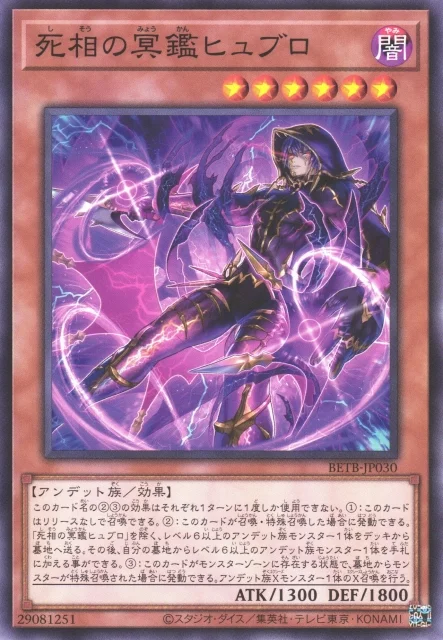 死相の冥鑑ヒュブロ
闇
BETB-JP030
【アンデット族／効果】
このカード名の②③の効果はそれぞれ1ターンに1度しか使用できない。①：このカード
はリリースなしで召喚できる。②：このカードが召喚・特殊召喚した場合に発動できる。
「死相の冥鑑ヒュブロ」を除く、レベル6以上のアンデット族モンスター1体をデッキから
墓地へ送る。その後、自分の墓地からレベル6以上のアンデット族モンスター1体を手札
に加える事ができる。③：このカードがモンスターゾーンに存在する状態で、墓地からモン
スターが特殊召喚された場合に発動できる。アンデット族Xモンスター1体のX召喚を行う。
ATK/1300 DEF/1800
29081251
©スタジオ・ダイス／集英社・テレビ東京・KONAMI